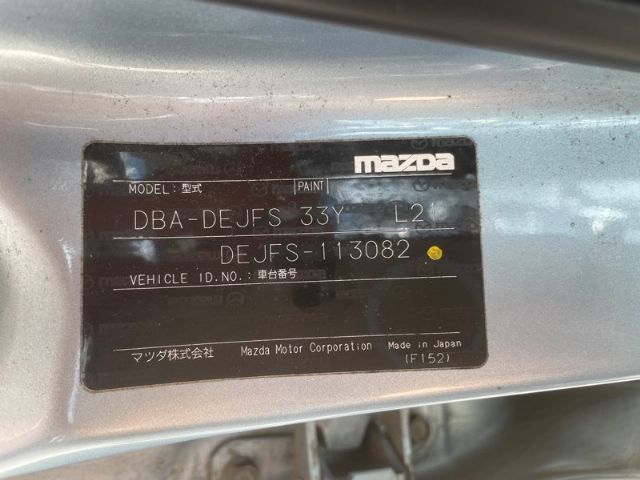 mazda
MODEL: 型式 PAINT
DBA-DEJFS 33Y L21
DEJFS-113082
VEHICLE ID.NO.: 車台番号
マツダ株式会社 Mazda Motor Corporation Made in Japan
(F152)